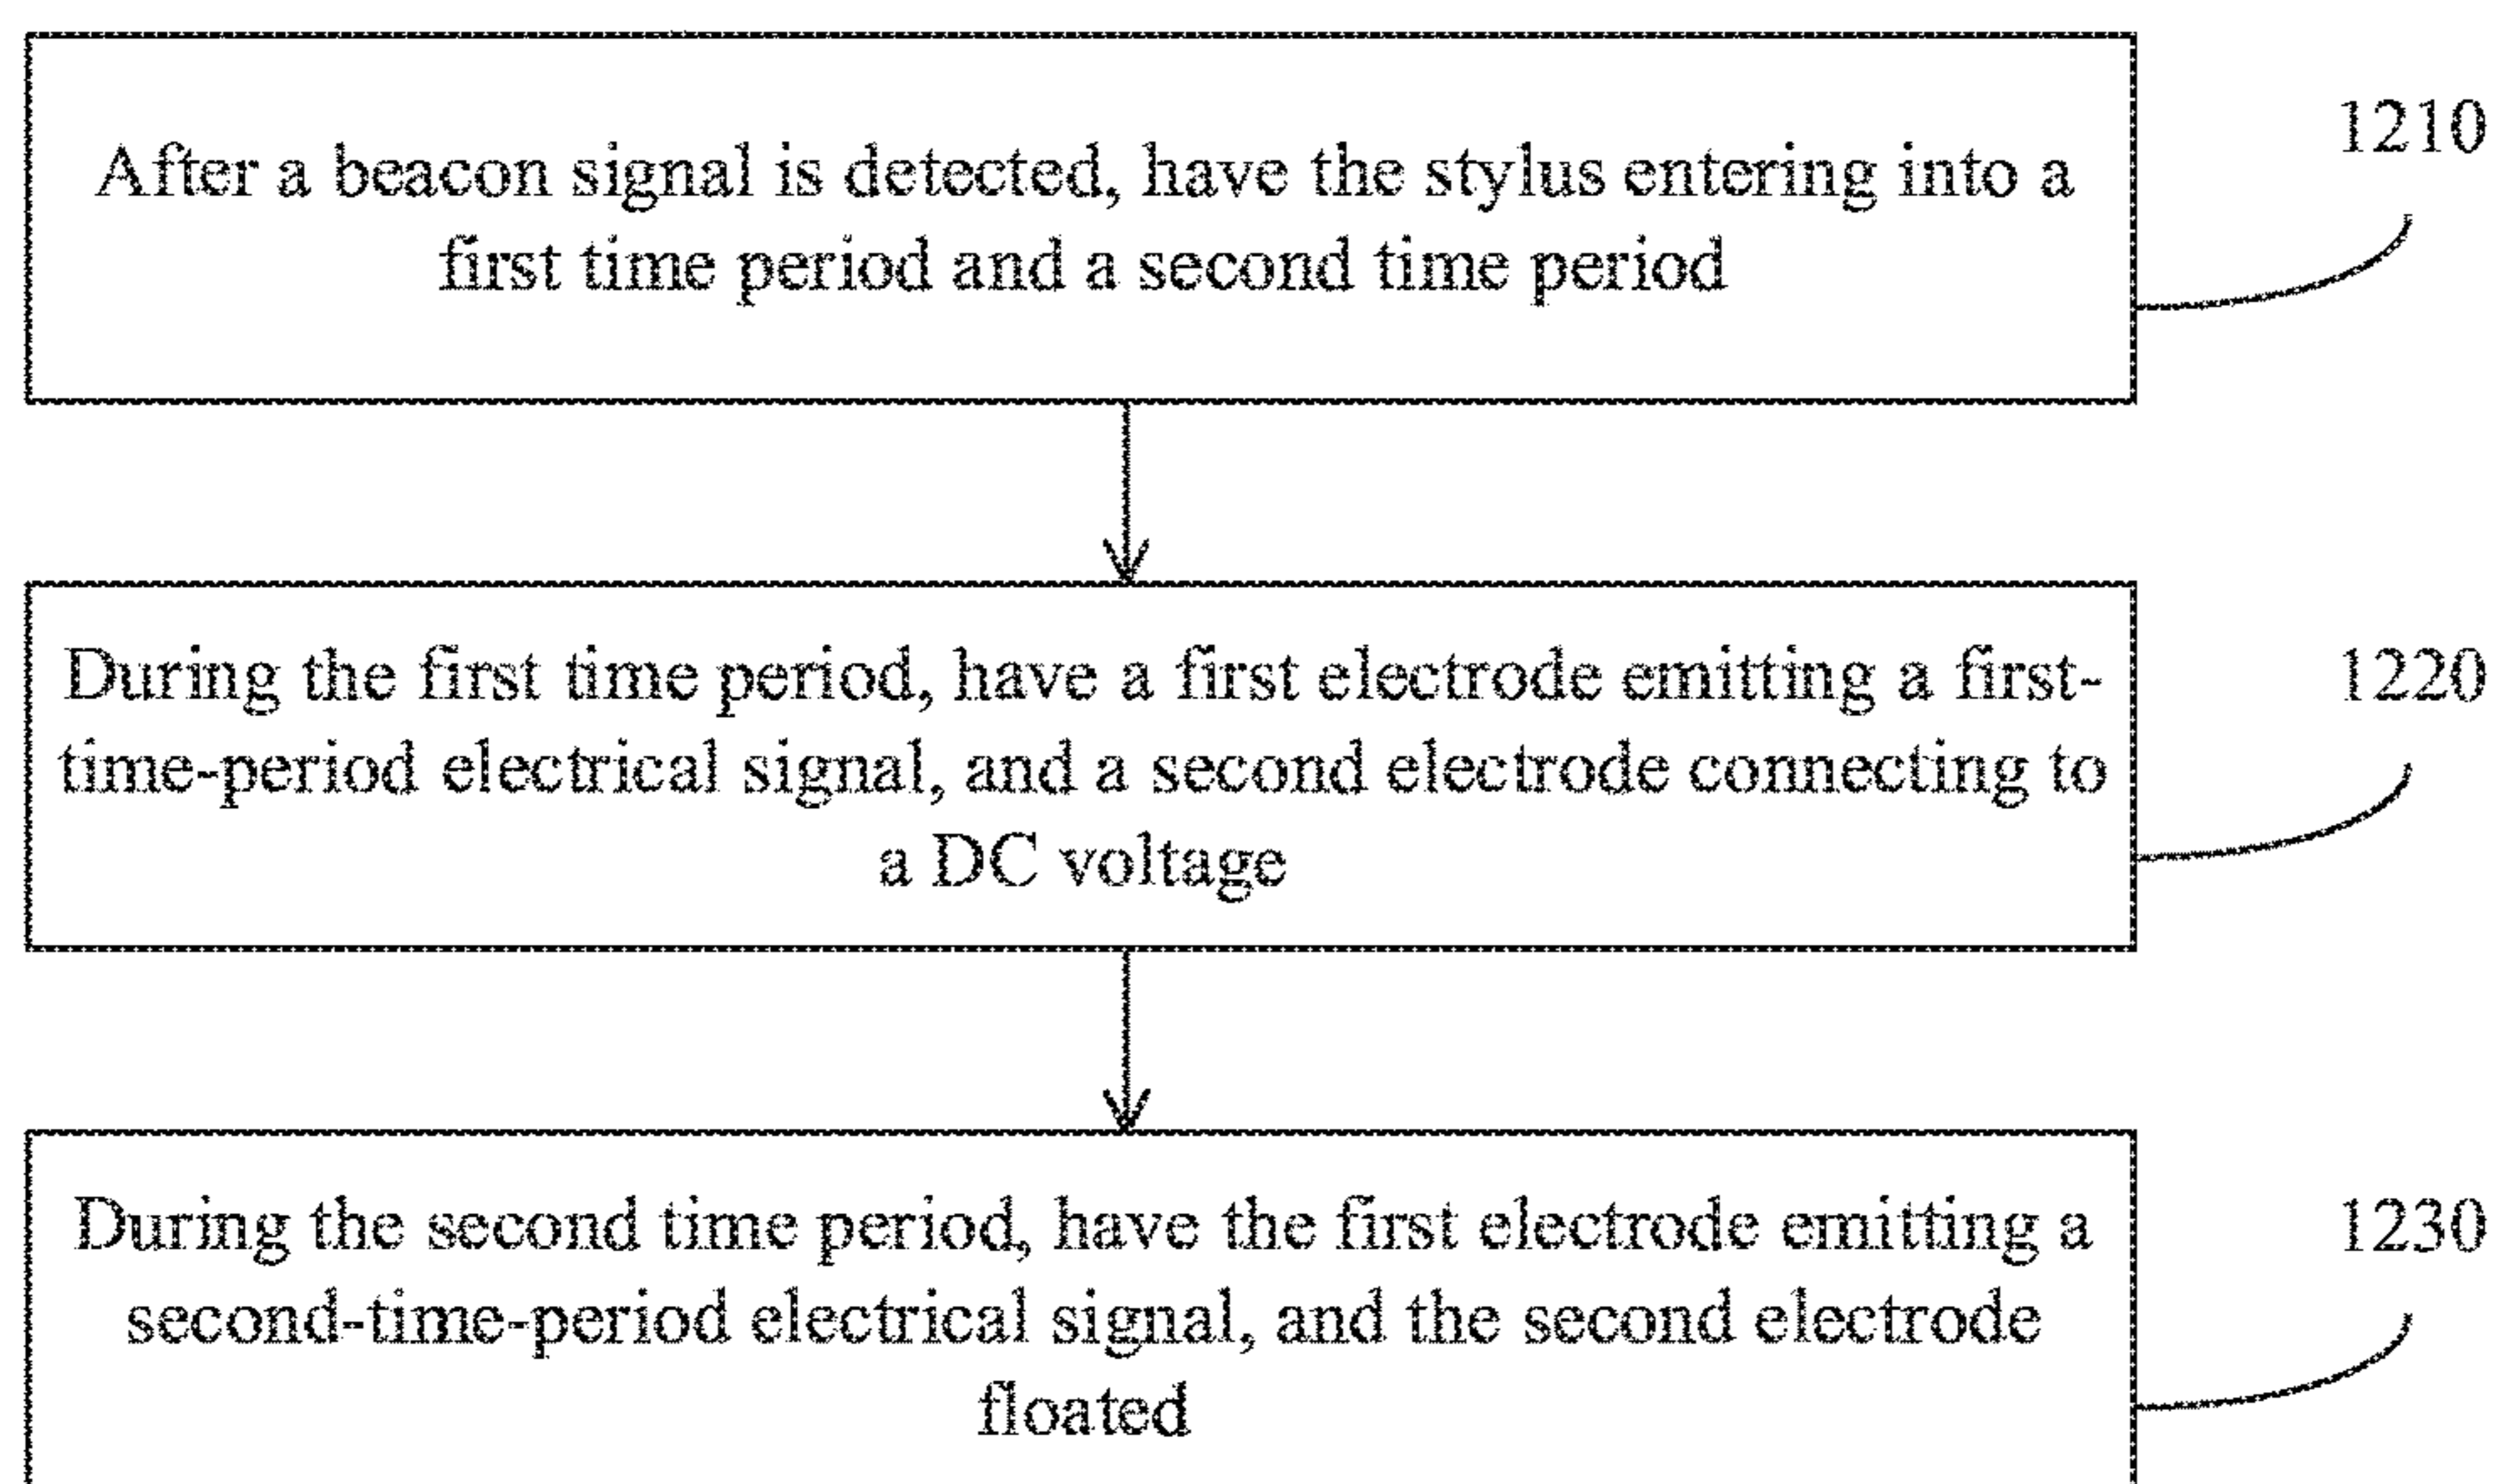 After a beacon signal is detected, have the stylus entering into a
first time period and a second time period
1210
During the first time period, have a first electrode emitting a first-
time-period electrical signal, and a second electrode connecting to
a DC voltage
1220
During the second time period, have the first electrode emitting a
second-time-period electrical signal, and the second electrode
floated
1230